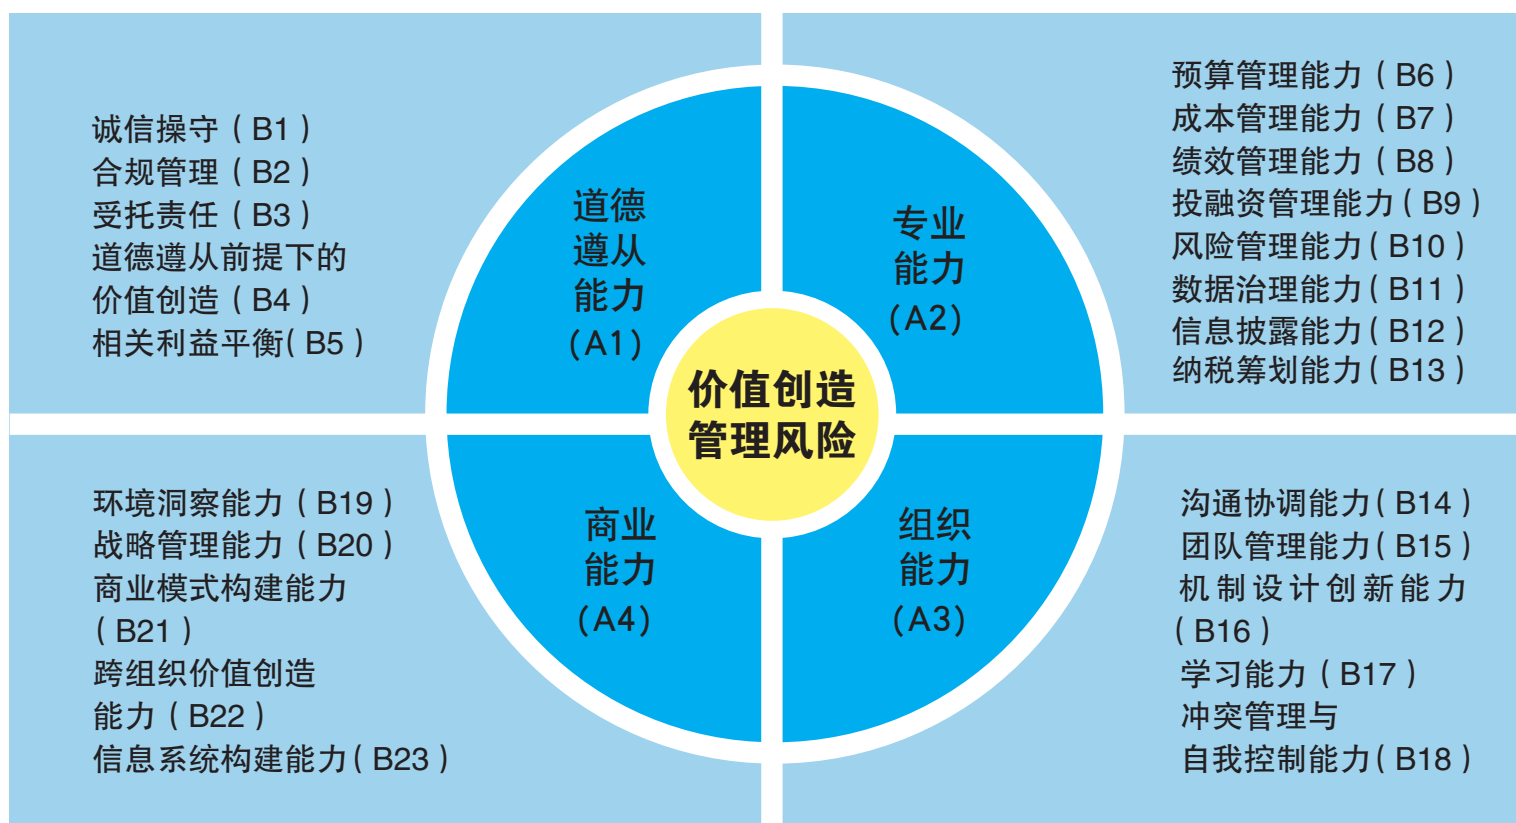 诚信操守（B1）
合规管理（B2）
受托责任（B3）
道德遵从前提下的
价值创造（B4）
相关利益平衡（B5）
道德
遵从
能力
（A1）
专业
能力
（A2）
预算管理能力（B6）
成本管理能力（B7）
绩效管理能力（B8）
投融资管理能力（B9）
风险管理能力（B10）
数据治理能力（B11）
信息披露能力（B12）
纳税筹划能力（B13）
价值创造
管理风险
环境洞察能力（B19）
战略管理能力（B20）
商业模式构建能力
（B21）
跨组织价值创造
能力（B22）
信息系统构建能力（B23）
商业
能力
（A4）
组织
能力
（A3）
沟通协调能力（B14）
团队管理能力（B15）
机制设计创新能力
（B16）
学习能力（B17）
冲突管理与
自我控制能力（B18）